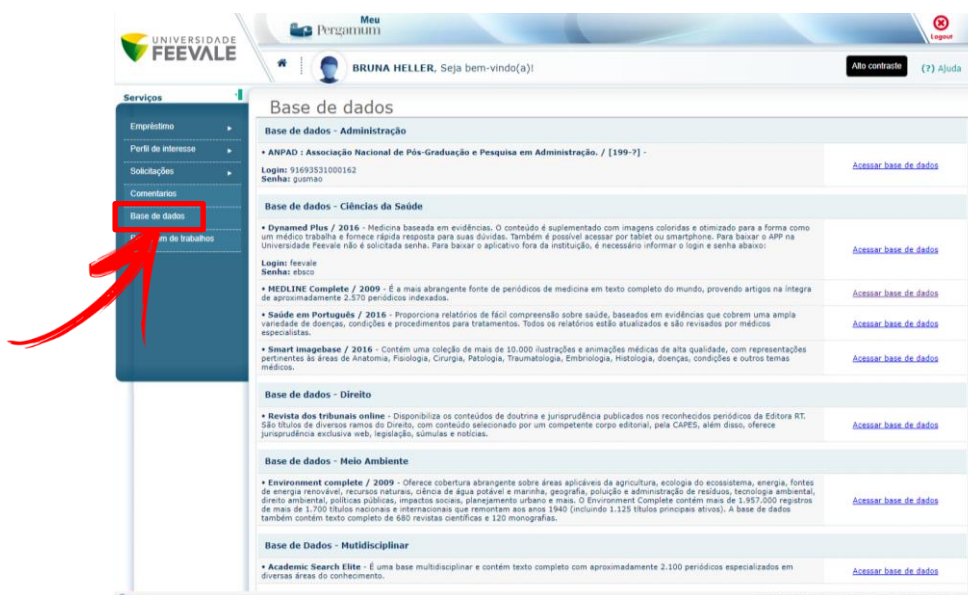 UNIVERSIDADE
FEEVALE
Meu
Pergamum
Logout
BRUNA HELLER, Seja bem-vindo(a)!
Alto contraste
(?) Ajuda
Serviços
Empréstimo
Perfil de interesse
Solicitações
Comentarios
Base de dados
de trabalhos
Base de dados
Base de dados - Administração
• ANPAD : Associação Nacional de Pós-Graduação e Pesquisa em Administração. / [199-?] -
Login: 91693531000162
Senha: gusmao
Acessar base de dados
Base de dados - Ciências da Saúde
• Dynamed Plus / 2016 - Medicina baseada em evidências. O conteúdo é suplementado com imagens coloridas e otimizado para a forma como
um médico trabalha e fornece rápida resposta para suas dúvidas. Também é possível acessar por tablet ou smartphone. Para baixar o APP na
Universidade Feevale não é solicitada senha. Para baixar o aplicativo fora da instituição, é necessário informar o login e senha abaixo:
Login: feevale
Senha: ebsco
Acessar base de dados
• MEDLINE Complete / 2009 - É a mais abrangente fonte de periódicos de medicina em texto completo do mundo, provendo artigos na íntegra
de aproximadamente 2.570 periódicos indexados.
Acessar base de dados
• Saúde em Português / 2016 - Proporciona relatórios de fácil compreensão sobre saúde, baseados em evidências que cobrem uma ampla
variedade de doenças, condições e procedimentos para tratamentos. Todos os relatórios estão atualizados e são revisados por médicos
especialistas.
Acessar base de dados
• Smart imagebase / 2016 - Contém uma coleção de mais de 10.000 ilustrações e animações médicas de alta qualidade, com representações
pertinentes às áreas de Anatomia, Fisiologia, Cirurgia, Patologia, Traumatologia, Embriologia, Histologia, doenças, condições e outros temas
médicos.
Acessar base de dados
Base de dados - Direito
• Revista dos tribunais online - Disponibiliza os conteúdos de doutrina e jurisprudência publicados nos reconhecidos periódicos da Editora RT.
São títulos de diversos ramos do Direito, com conteúdo selecionado por um competente corpo editorial, pela CAPES, além disso, oferece
jurisprudência exclusiva web, legislação, súmulas e notícias.
Acessar base de dados
Base de dados - Meio Ambiente
• Environment complete / 2009 - Oferece cobertura abrangente sobre áreas aplicáveis da agricultura, ecologia do ecossistema, energia, fontes
de energia renovável, recursos naturais, ciência de água potável e marinha, geografia, poluição e administração de resíduos, tecnologia ambiental,
direito ambiental, políticas públicas, impactos sociais, planejamento urbano e mais. O Environment Complete contém mais de 1.957.000 registros
de mais de 1.700 títulos nacionais e internacionais que remontam aos anos 1940 (incluindo 1.125 títulos principais ativos). A base de dados
também contém texto completo de 680 revistas científicas e 120 monografias.
Acessar base de dados
Base de Dados - Mutidisciplinar
• Academic Search Elite - É uma base multidisciplinar e contém texto completo com aproximadamente 2.100 periódicos especializados em
diversas áreas do conhecimento.
Acessar base de dados